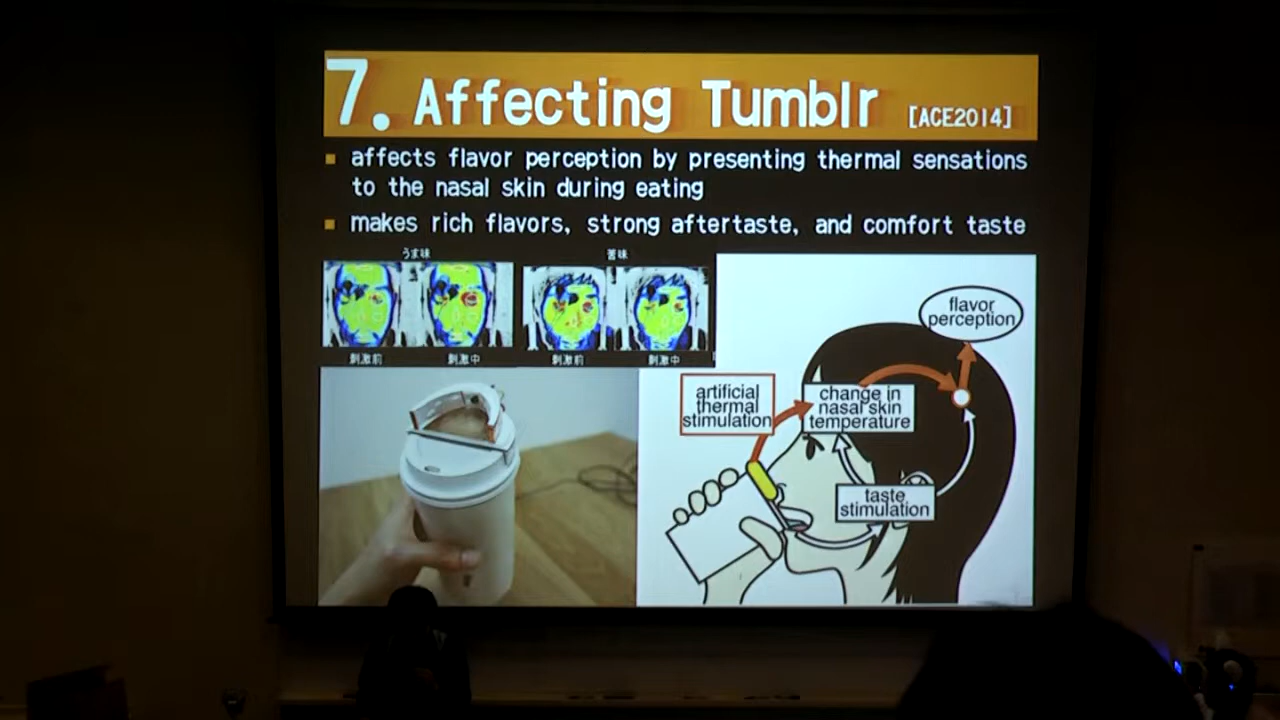 7. Affecting Tumblr [ACE2014]
affects flavor perception by presenting thermal sensations
to the nasal skin during eating
makes rich flavors, strong aftertaste, and comfort taste
うま味
苦味
刺激前
刺激中
刺激前
刺激中
flavor
perception
artificial
thermal
stimulation
change in
nasal skin
temperature
taste
stimulation